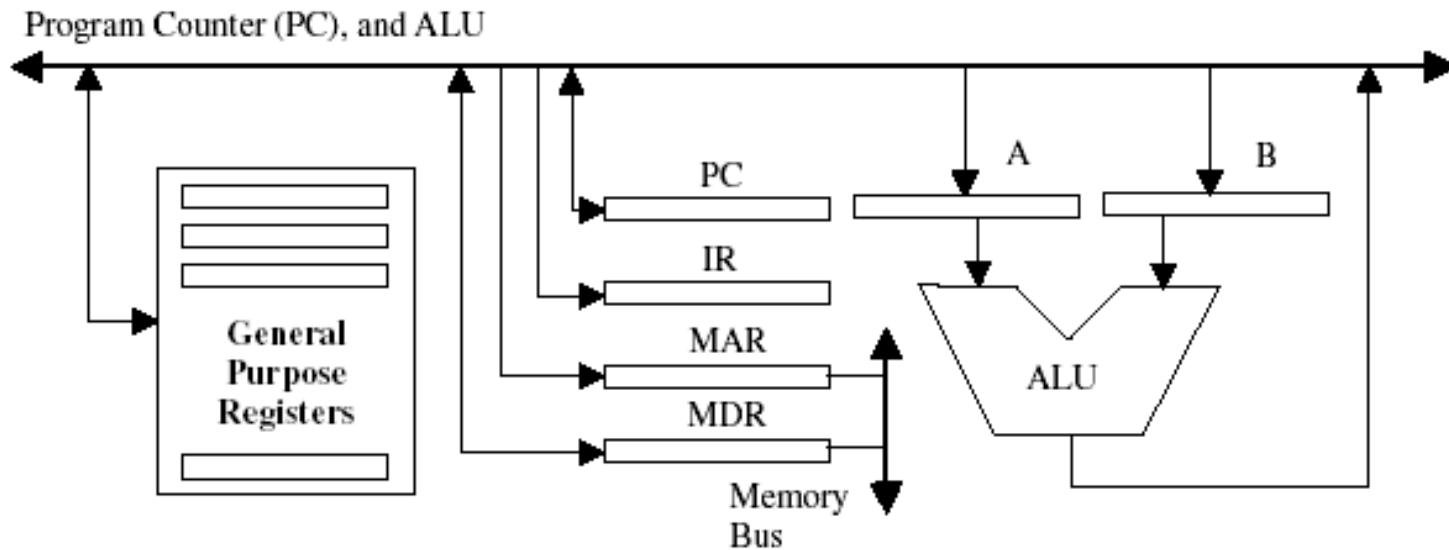 Program Counter (PC), and ALU
A
B
PC
IR
General
Purpose
Registers
MAR
ALU
MDR
Memory
Bus